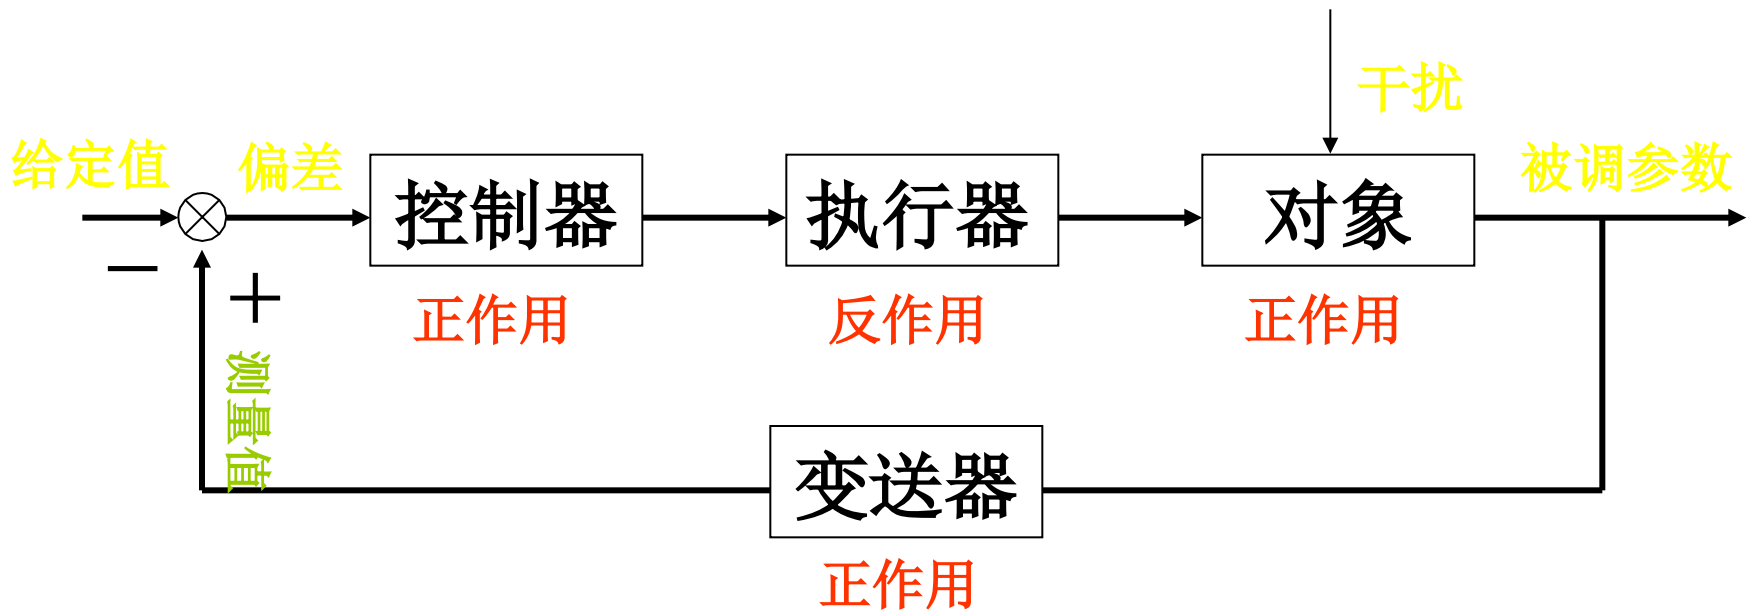 干扰
给定值
偏差
被调参数
控制器
执行器
对象
－
＋
正作用
反作用
正作用
测量值
变送器
正作用